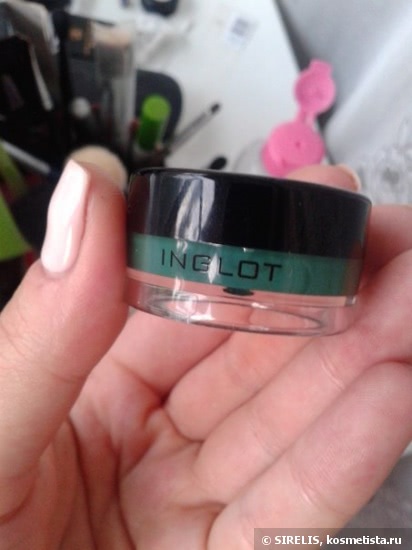 INGLOT
© SIRELIS, kosmetista.ru